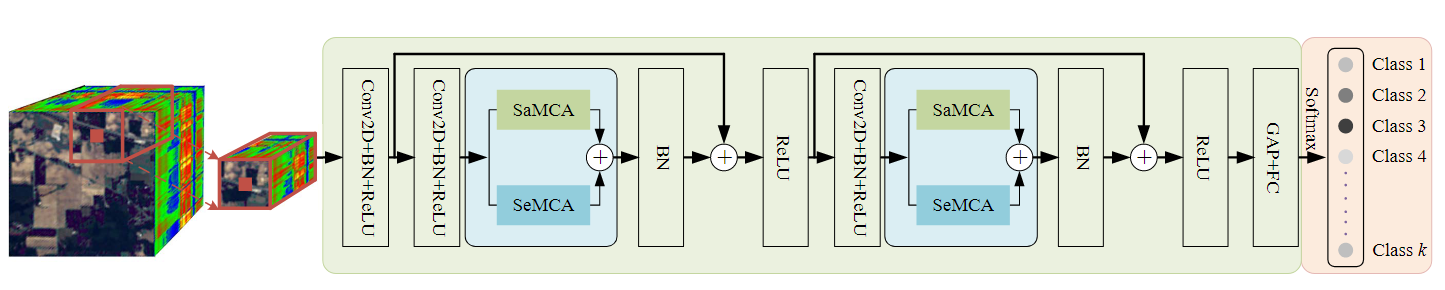 Conv2D+BN+ReLU
Conv2D+BN+ReLU
SaMCA
+
SeMCA
BN
+
ReLU
Conv2D+BN+ReLU
SaMCA
+
SeMCA
BN
+
ReLU
GAP+FC
Softmax
Class 1
Class 2
Class 3
Class 4
Class k